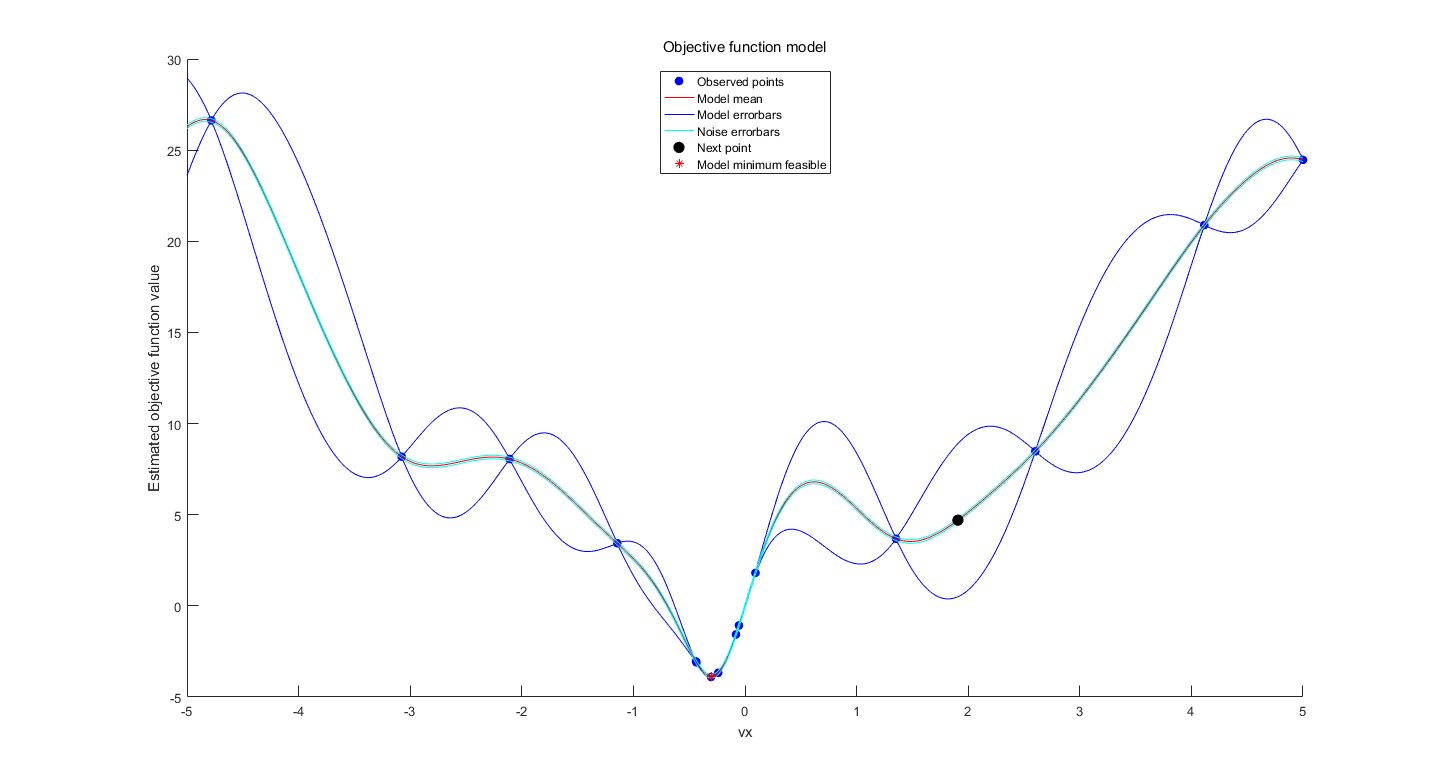 Objective function model
Observed points
Model mean
Model errorbars
Noise errorbars
Next point
Model minimum feasible
Estimated objective function value
30
25
20
15
10
5
0
-5
-5 -4 -3 -2 -1 0 1 2 3 4 5
vx